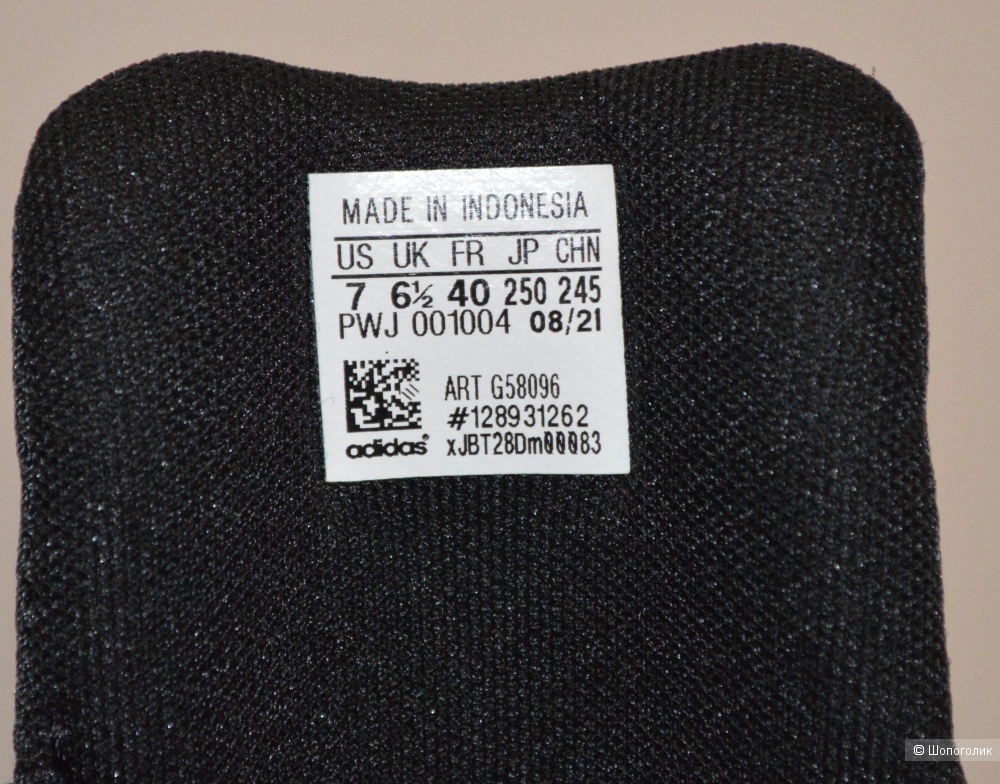 MADE IN INDONESIA
US UK FR JP CHN
7 6½ 40 250 245
PWJ 001004 08/21
ART G58096
#128931262
adidas® xJBT28Dm00083
© Шопоголик